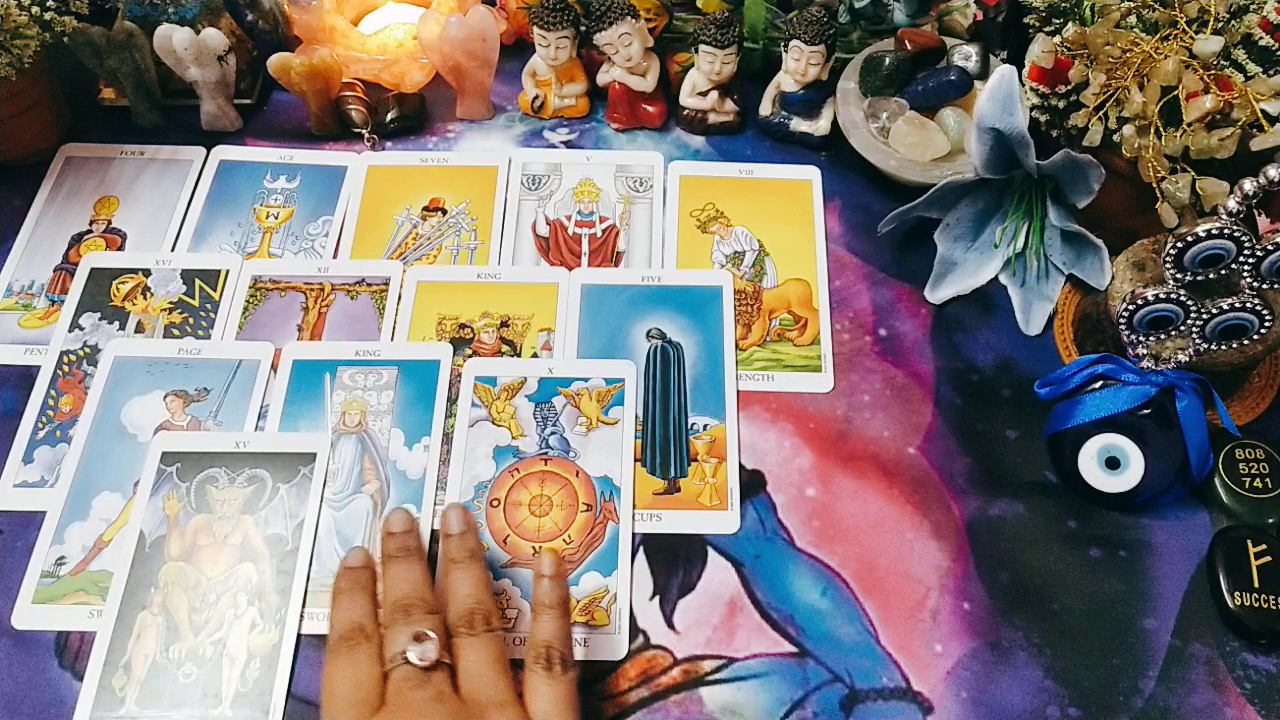 FOUR
ACE
SEVEN
V
VIII
XVI
XII
KING
FIVE
PENT
ENGTH
PAGE
KING
X
CUPS
XV
SW
SWO
NE
808
520
741
SUCCES